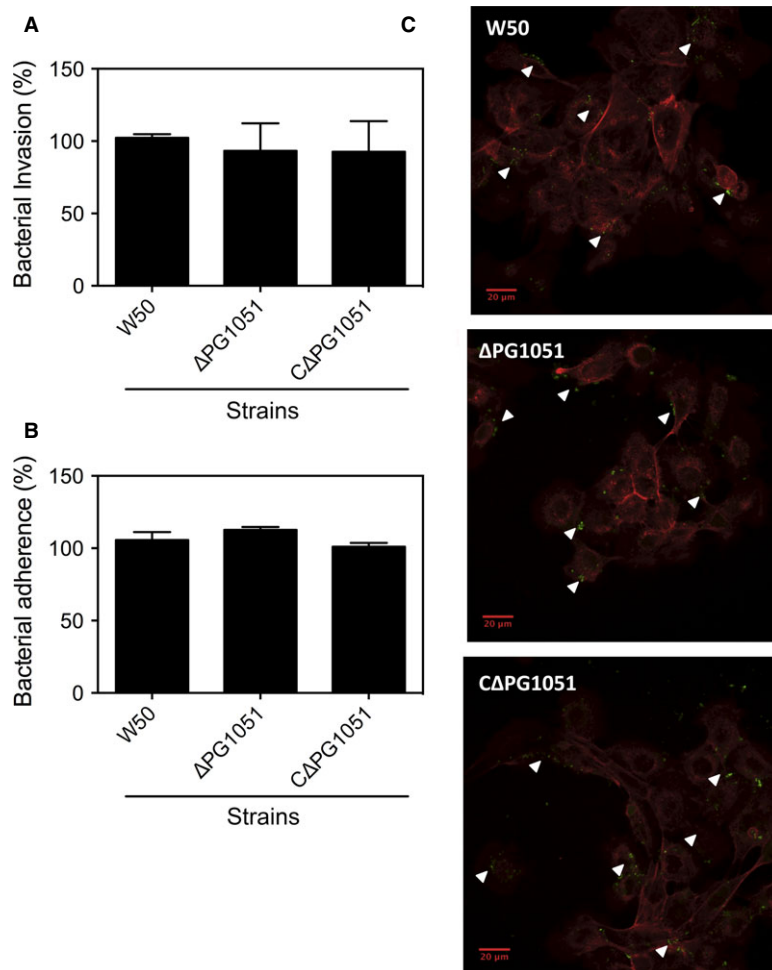 A
Bacterial Invasion (%)
150
100
50
0
W50
ΔPG1051
CΔPG1051
Strains
B
Bacterial adherence (%)
150
100
50
0
W50
ΔPG1051
CΔPG1051
Strains
C
W50
20 µm
ΔPG1051
20 µm
CΔPG1051
20 µm